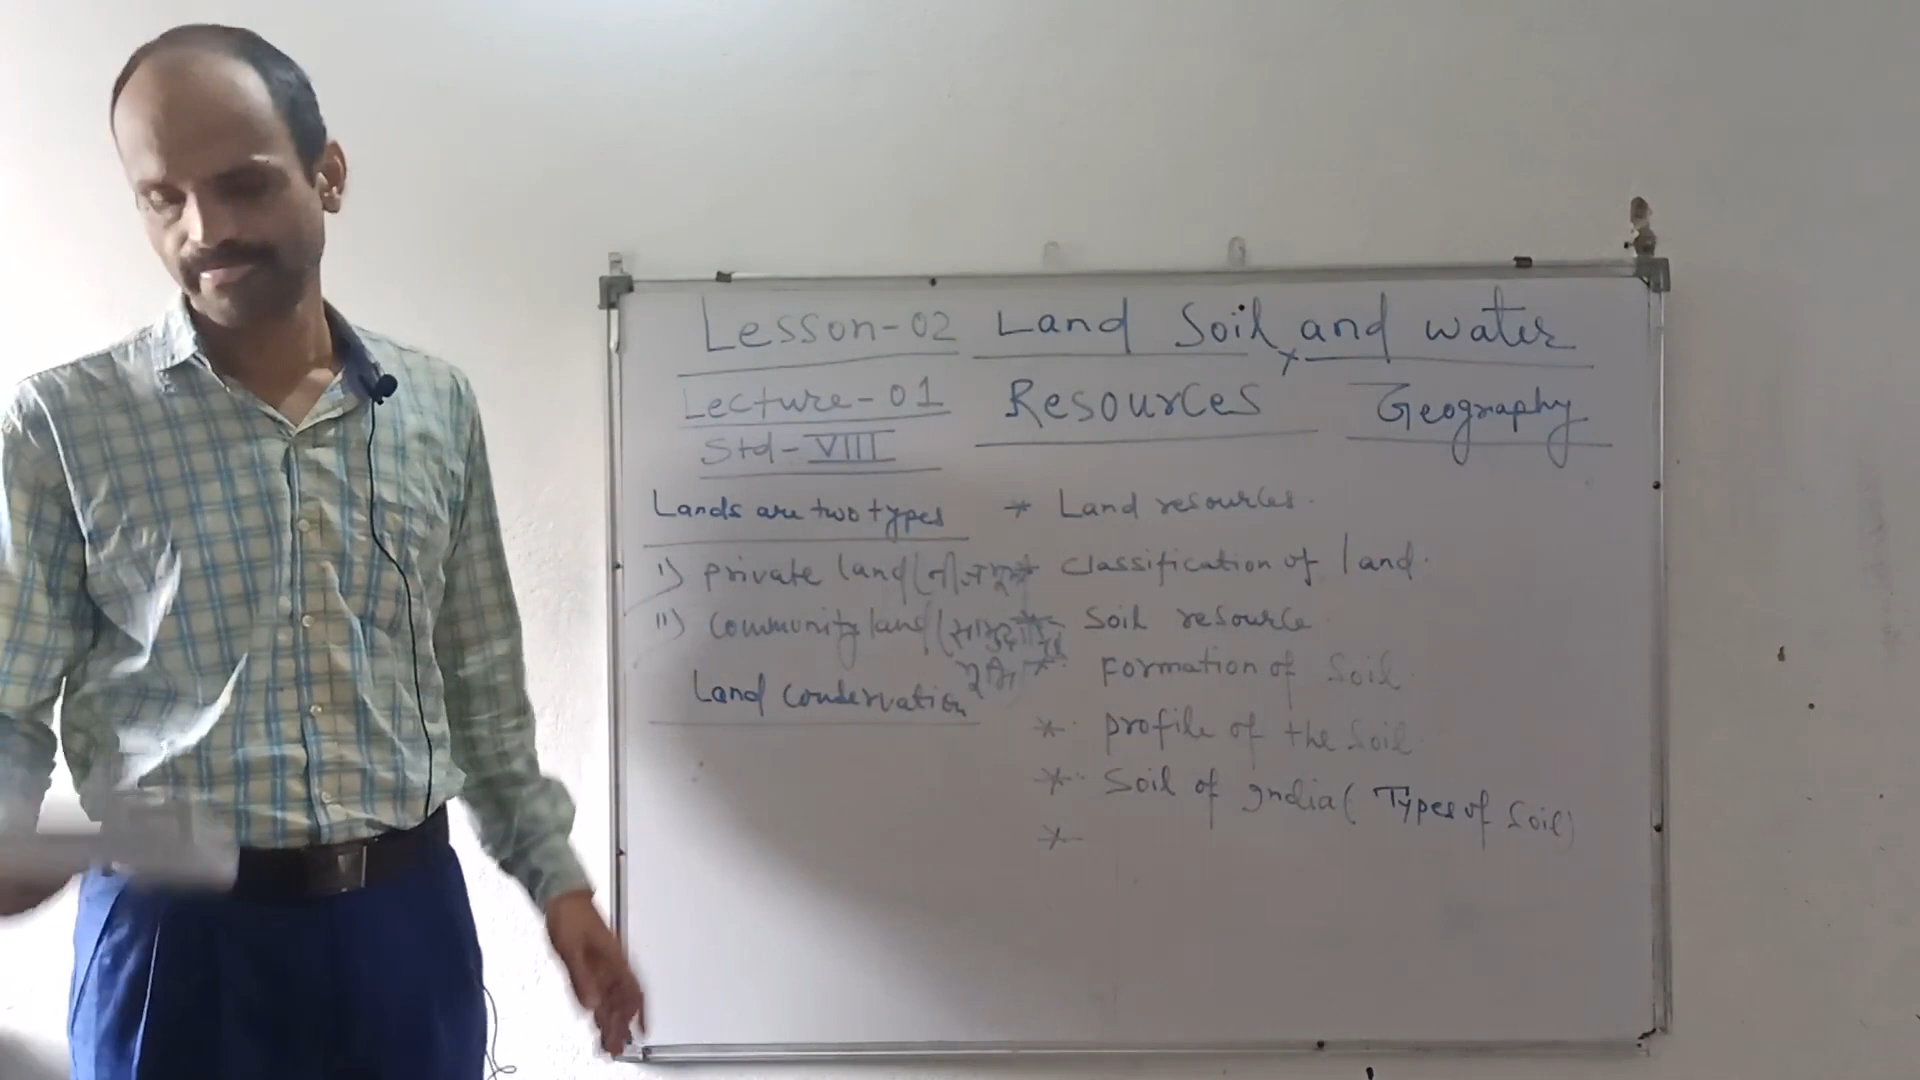 Lesson-02 Land Soil and water
Lecture-01 Resources Geography
Std-VIII
Lands are two types
i) private land
ii) community land
भूमि
Land conservation
* Land resources.
* Classification of land.
* Soil resource
* Formation of Soil.
* profile of the Soil
* Soil of India (Types of Soil)
*